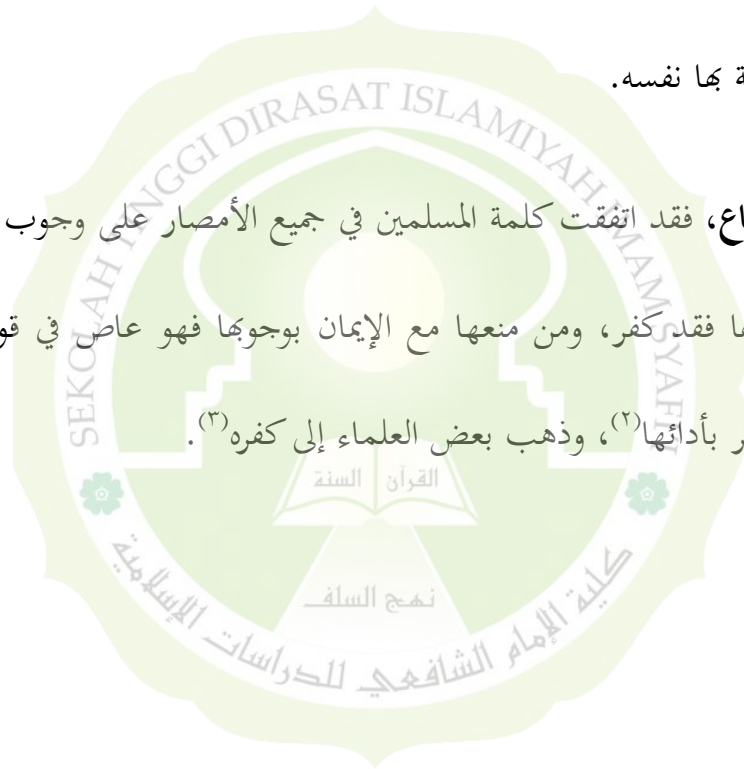 ة بها نفسه.
SEKOLAH TINGGI DIRASAT ISLAMIYAH IMAM SYAFI'I
اع، فقد اتفقت كلمة المسلمين في جميع الأمصار على وجوب
ا فقد كفر، ومن منعها مع الإيمان بوجوبها فهو عاص في قو
ر بأدائها(٢)، وذهب بعض العلماء إلى كفره(٣).
القرآن السنة
نهج السلف
كلية الإمام الشافعي للدراسات الإسلامية